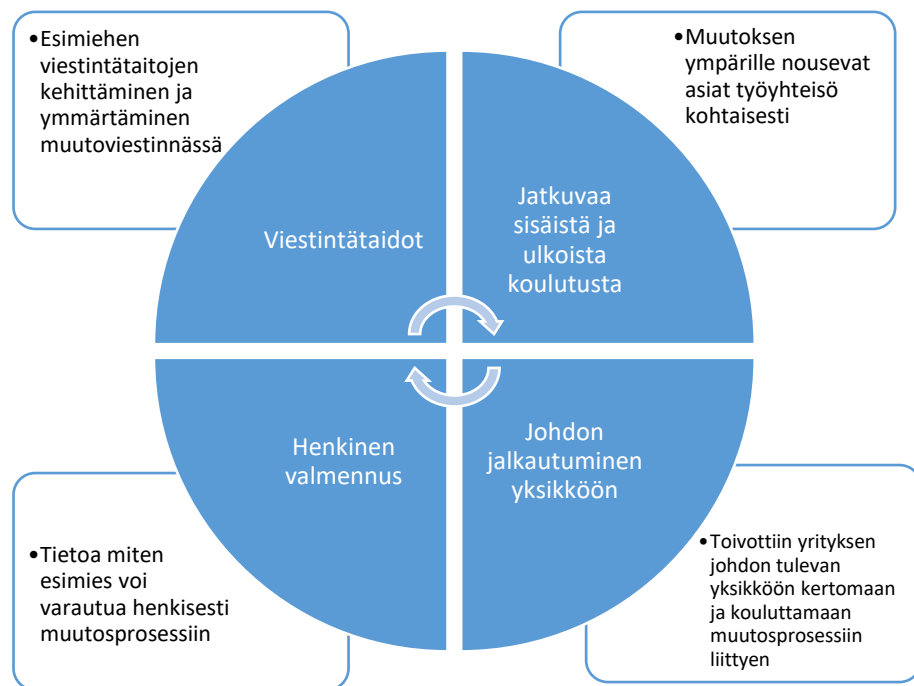 •Esimiehen
viestintätaitojen
kehittäminen ja
ymmärtäminen
muutoviestinnässä
•Muutoksen
ympärille nousevat
asiat työyhteisö
kohtaisesti
Viestintätaidot
Jatkuvaa
sisäistä ja
ulkoista
koulutusta
Henkinen
valmennus
Johdon
jalkautuminen
yksikköön
•Tietoa miten
esimies voi
varautua henkisesti
muutosprosessiin
•Toivottiin yrityksen
johdon tulevan
yksikköön kertomaan
ja kouluttamaan
muutosprosessiin
liittyen